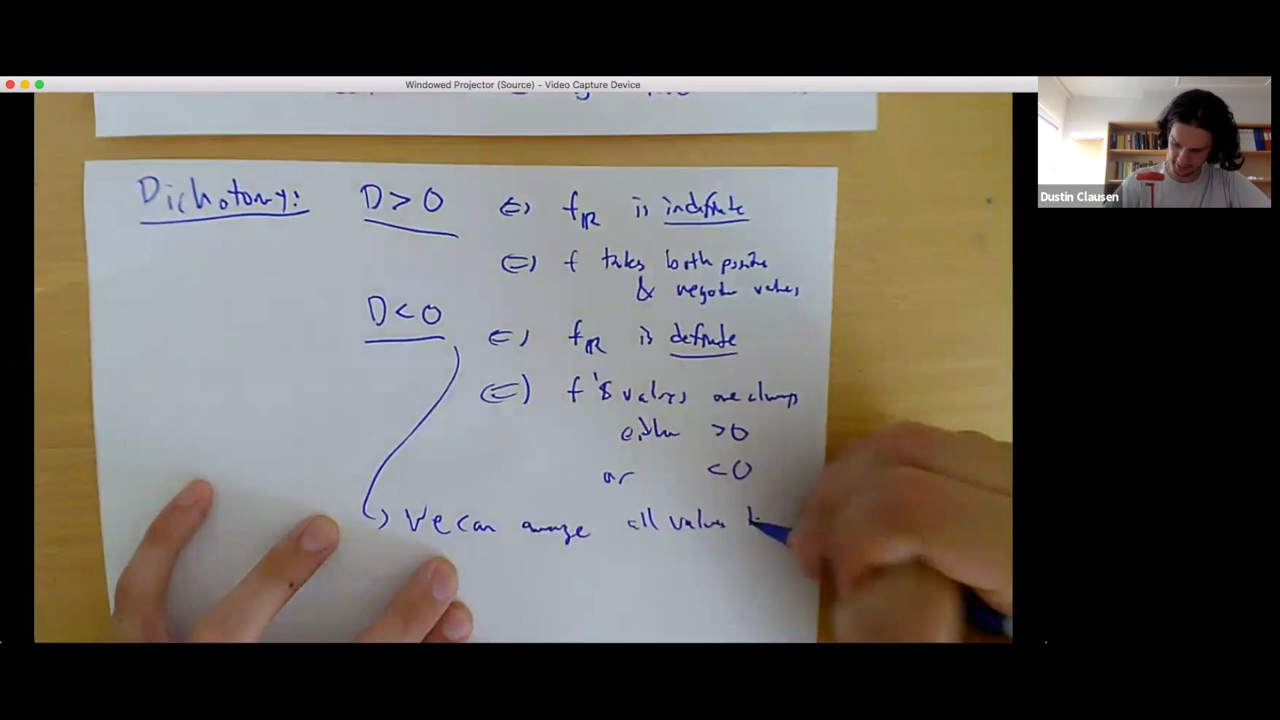 Windowed Projector (Source) - Video Capture Device
Dustin Clausen
Dichotomy: D > 0 ⇔ f_ℝ is indefinite
⇔ f takes both positive
& negative values
D < 0 ⇔ f_ℝ is definite
⇔ f's values are always
either > 0
or < 0
↳ We can arrange all values